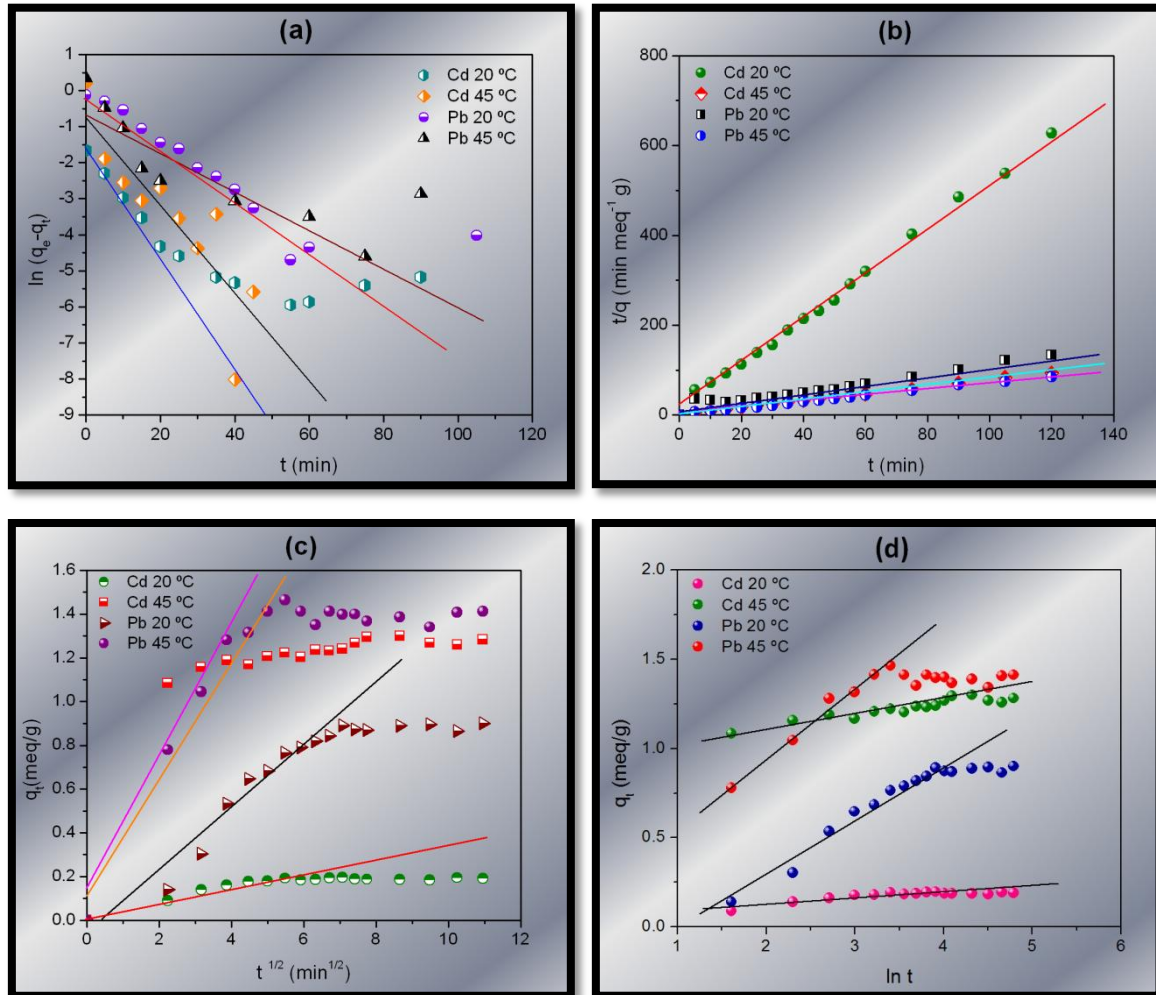 (a)
Cd 20 ºC
Cd 45 ºC
Pb 20 ºC
Pb 45 ºC
ln (qₑ-qₜ)
1
0
-1
-2
-3
-4
-5
-6
-7
-8
-9
0 20 40 60 80 100 120
t (min)
(b)
Cd 20 ºC
Cd 45 ºC
Pb 20 ºC
Pb 45 ºC
t/q (min meq⁻¹ g)
800
600
400
200
0
0 20 40 60 80 100 120 140
t (min)
(c)
Cd 20 ºC
Cd 45 ºC
Pb 20 ºC
Pb 45 ºC
qₜ(meq/g)
1.6
1.4
1.2
1.0
0.8
0.6
0.4
0.2
0.0
0 2 4 6 8 10 12
t ^1/2 (min^1/2)
(d)
Cd 20 ºC
Cd 45 ºC
Pb 20 ºC
Pb 45 ºC
qₜ (meq/g)
2.0
1.5
1.0
0.5
0.0
1 2 3 4 5 6
ln t